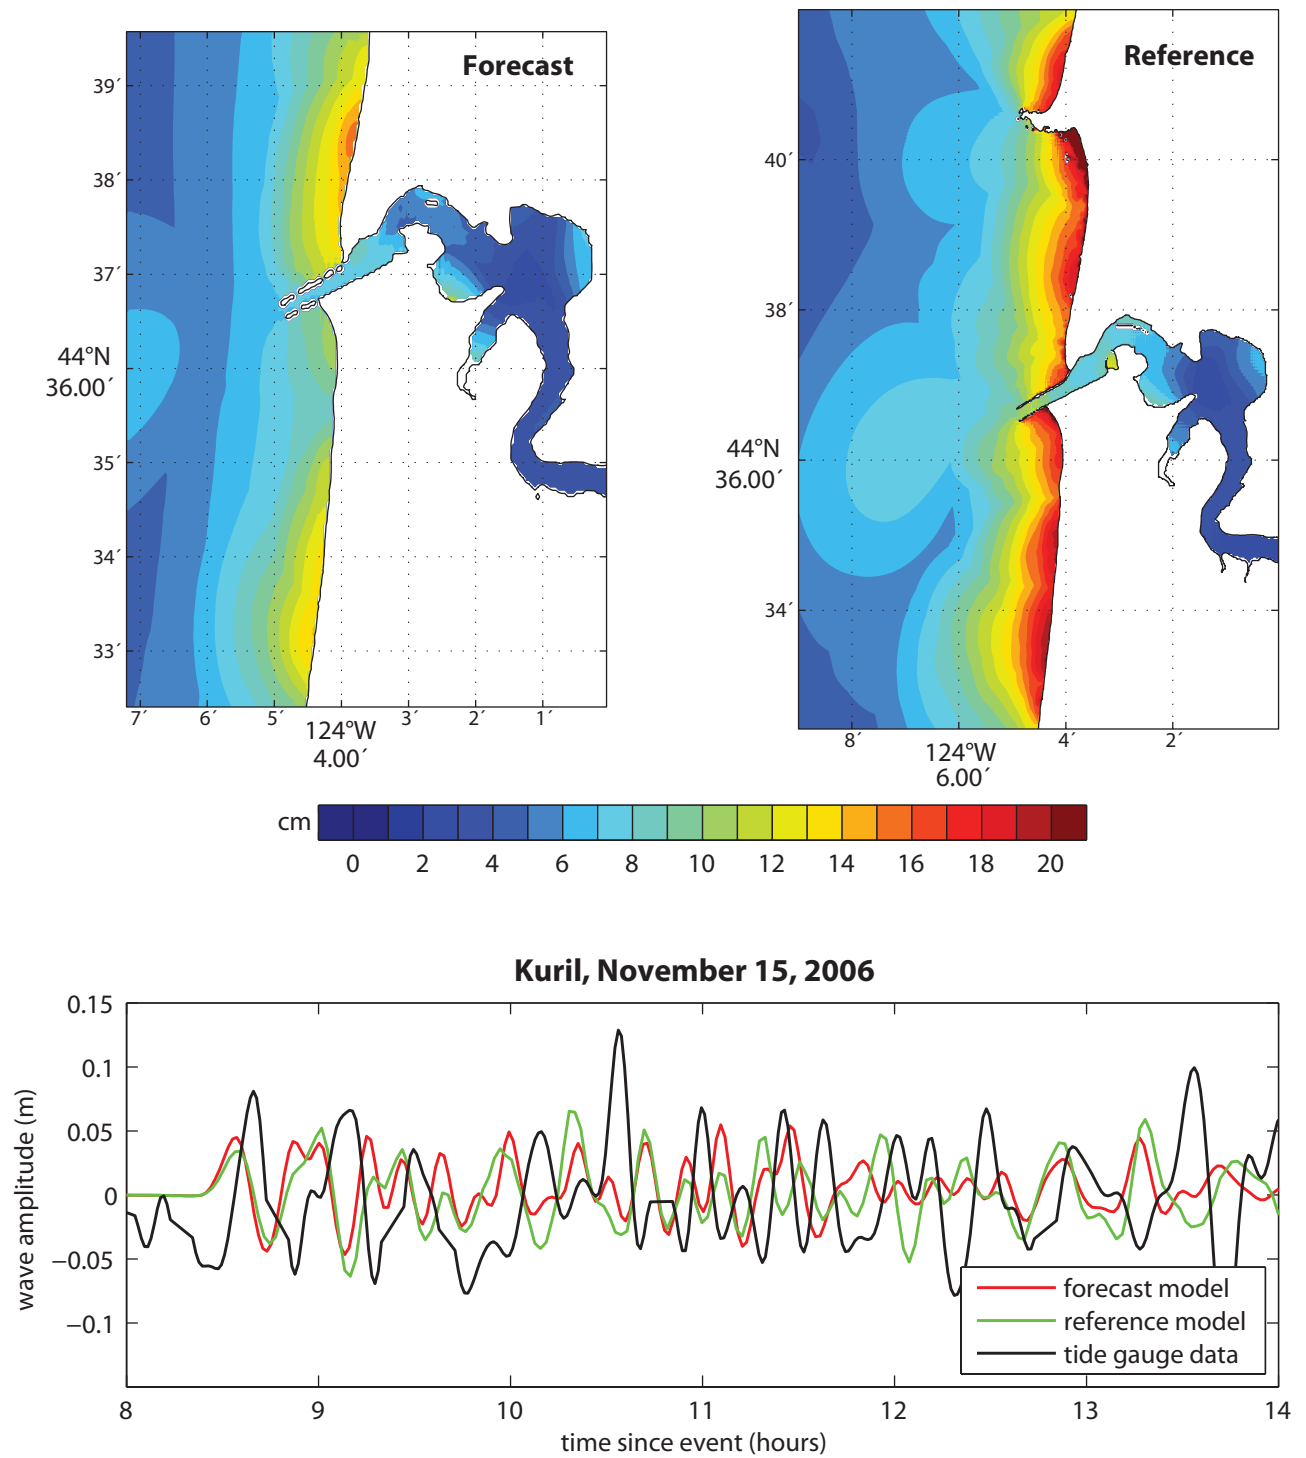 Forecast
39′
38′
37′
44°N
36.00′
35′
34′
33′
7′ 6′ 5′ 124°W 3′ 2′ 1′
4.00′
Reference
40′
38′
44°N
36.00′
34′
8′ 124°W 4′ 2′
6.00′
cm
0 2 4 6 8 10 12 14 16 18 20
Kuril, November 15, 2006
0.15
0.1
0.05
0
−0.05
−0.1
wave amplitude (m)
forecast model
reference model
tide gauge data
8 9 10 11 12 13 14
time since event (hours)